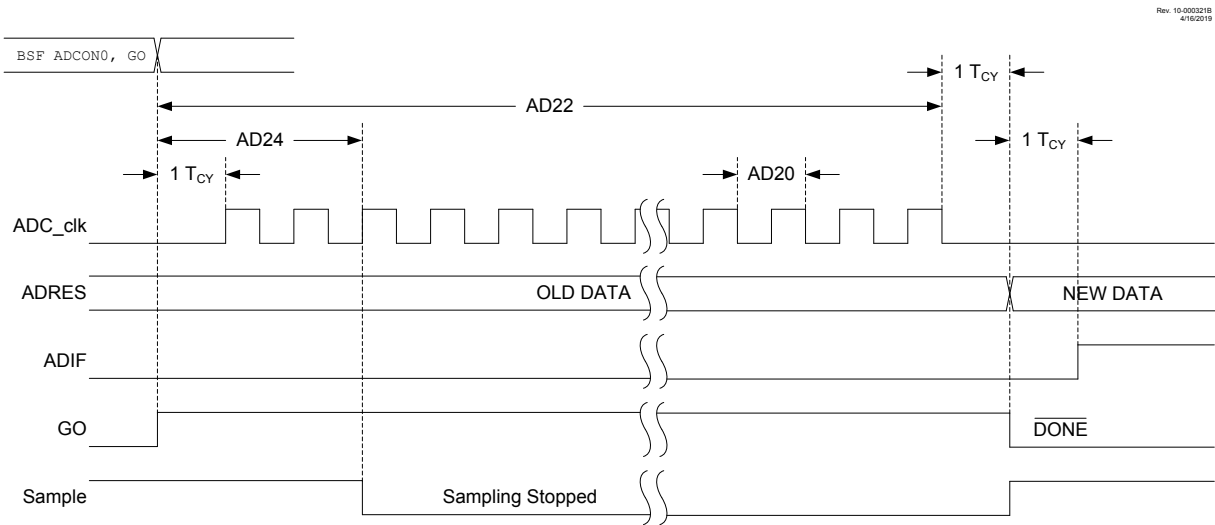 Rev. 10-000321B
4/16/2019
BSF ADCON0, GO
1 TCY
AD22
AD24
1 TCY
1 TCY
AD20
ADC_clk
ADRES
OLD DATA
NEW DATA
ADIF
GO
DONE
Sample
Sampling Stopped